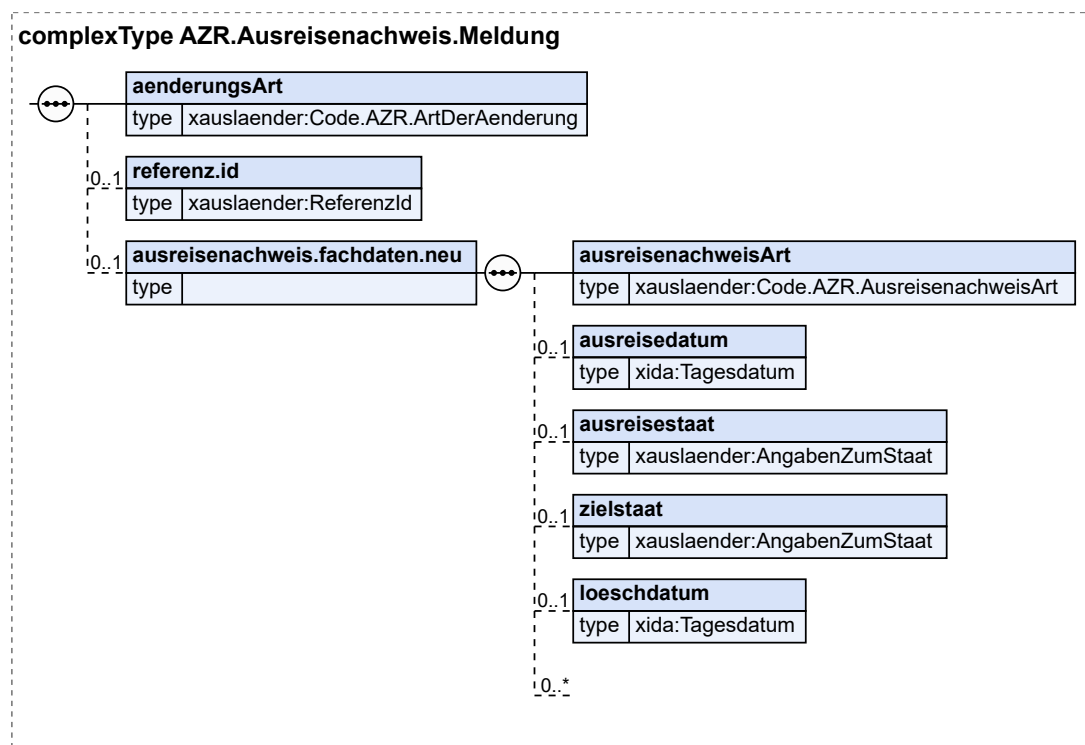 complexType AZR.Ausreisenachweis.Meldung
aenderungsArt
type xauslaender:Code.AZR.ArtDerAenderung
0..1 referenz.id
type xauslaender:ReferenzId
0..1 ausreisenachweis.fachdaten.neu
type
ausreisenachweisArt
type xauslaender:Code.AZR.AusreisenachweisArt
0..1 ausreisedatum
type xida:Tagesdatum
0..1 ausreisestaat
type xauslaender:AngabenZumStaat
0..1 zielstaat
type xauslaender:AngabenZumStaat
0..1 loeschdatum
type xida:Tagesdatum
0..*